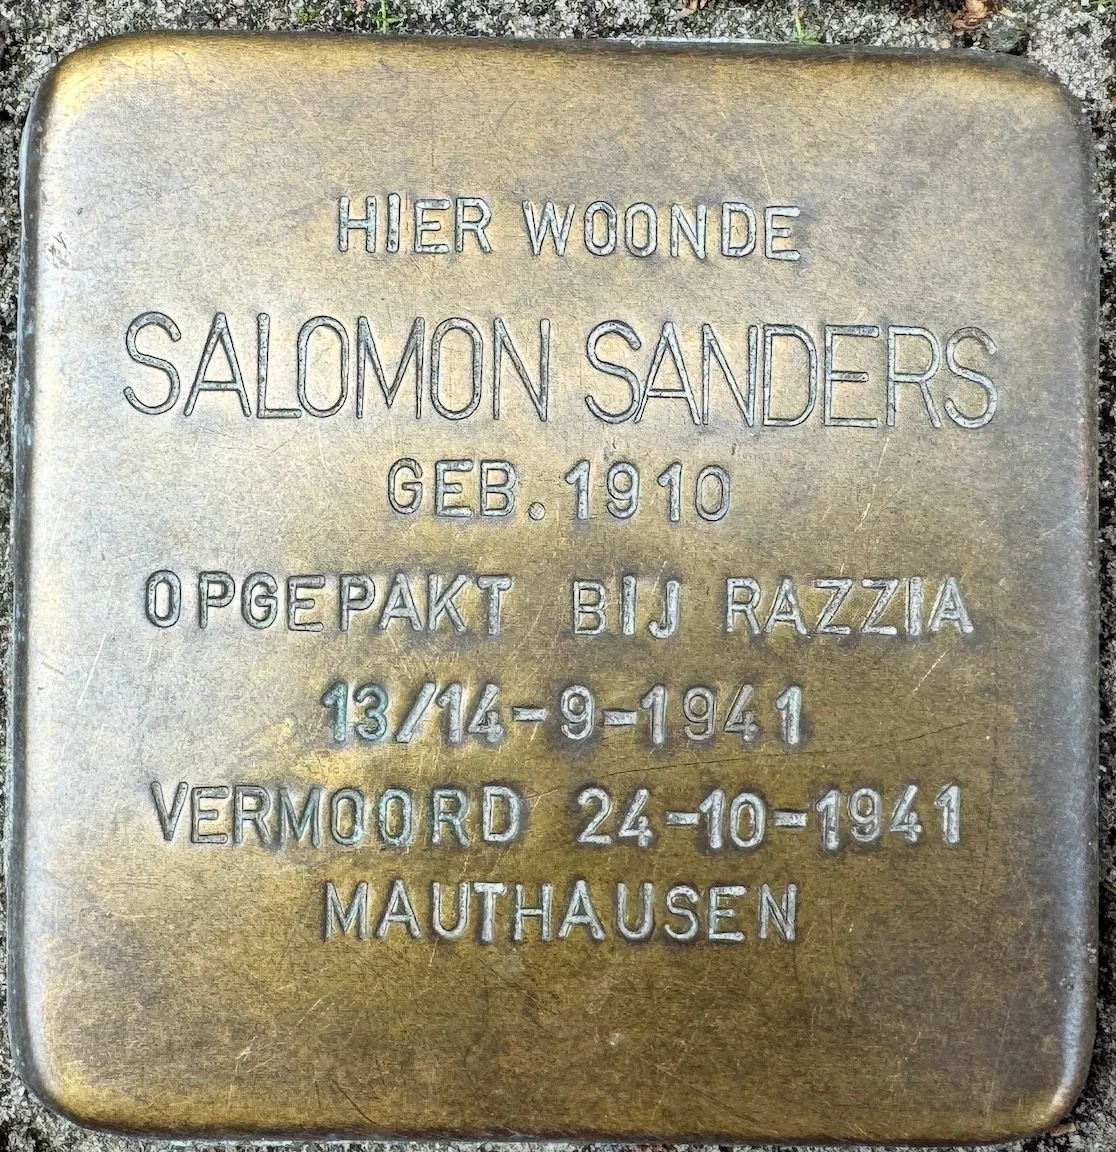 HIER WOONDE
SALOMON SANDERS
GEB. 1910
OPGEPAKT BIJ RAZZIA
13/14-9-1941
VERMOORD 24-10-1941
MAUTHAUSEN